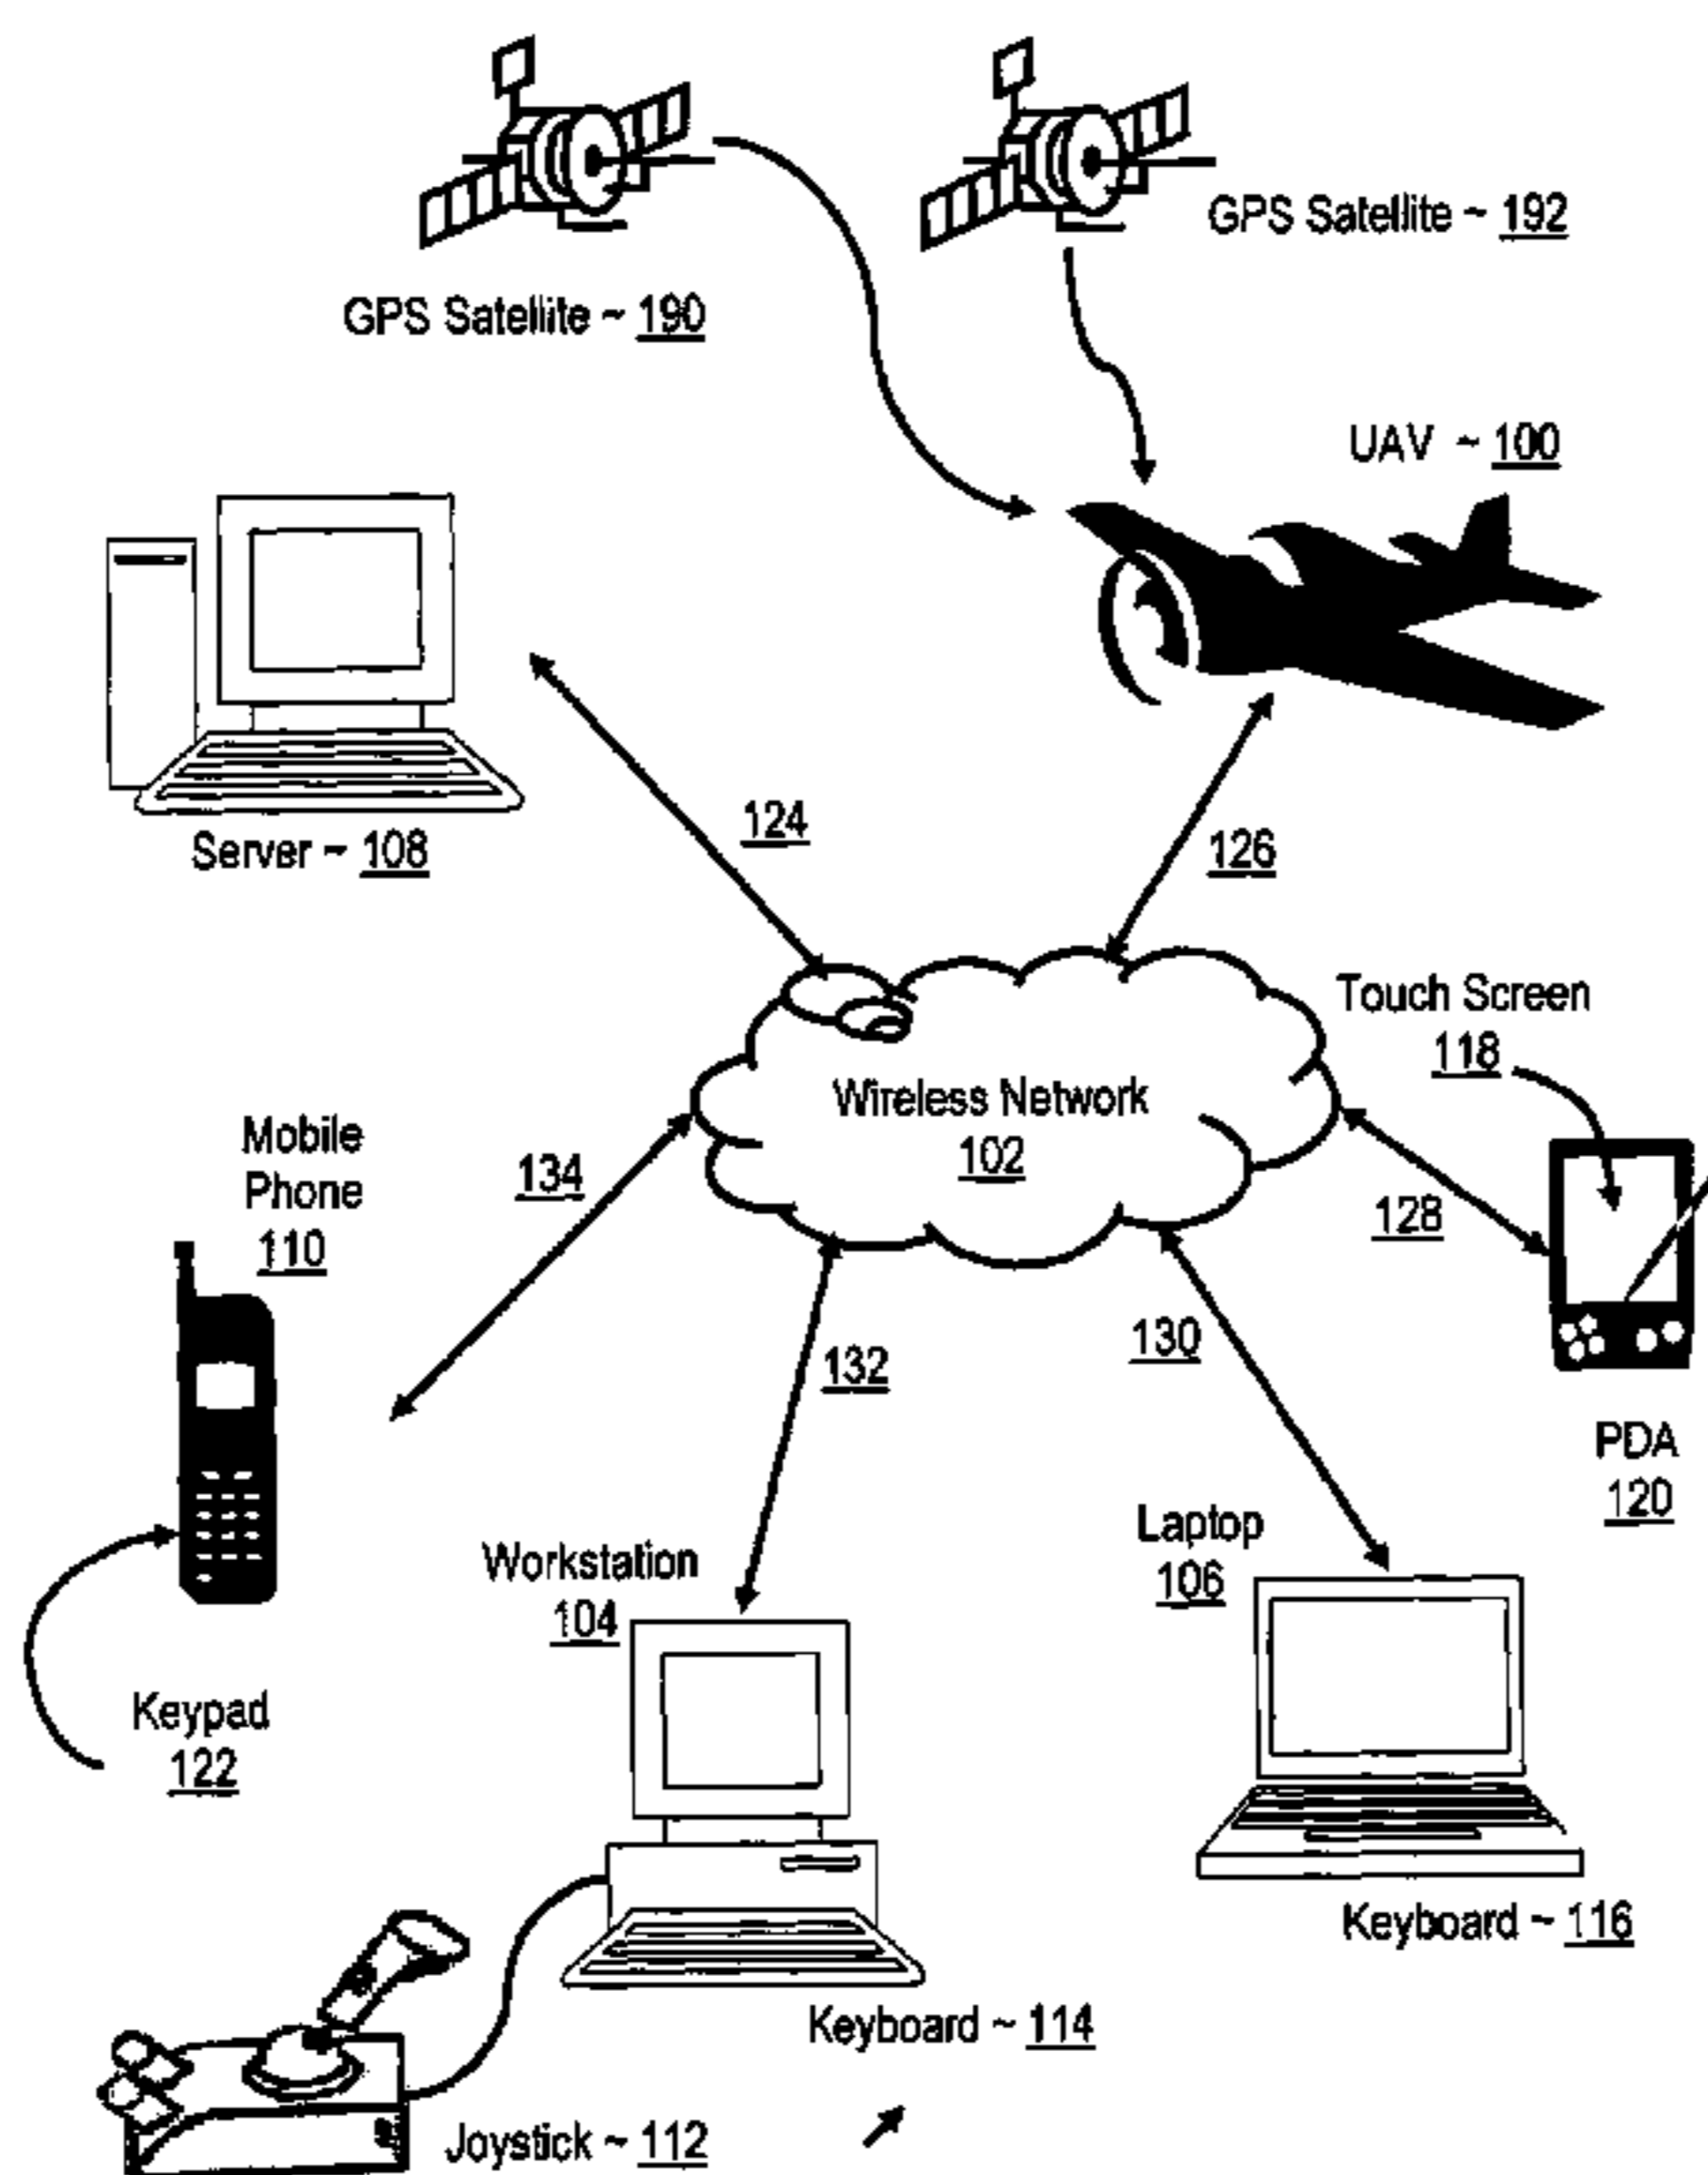 GPS Satellite ~ 192
GPS Satellite ~ 190
UAV ~ 100
124
Server ~ 108
126
Touch Screen
118
Wireless Network
102
Mobile
Phone
110
134
128
132
130
PDA
120
Laptop
106
Workstation
104
Keypad
122
Keyboard ~ 116
Keyboard ~ 114
Joystick ~ 112